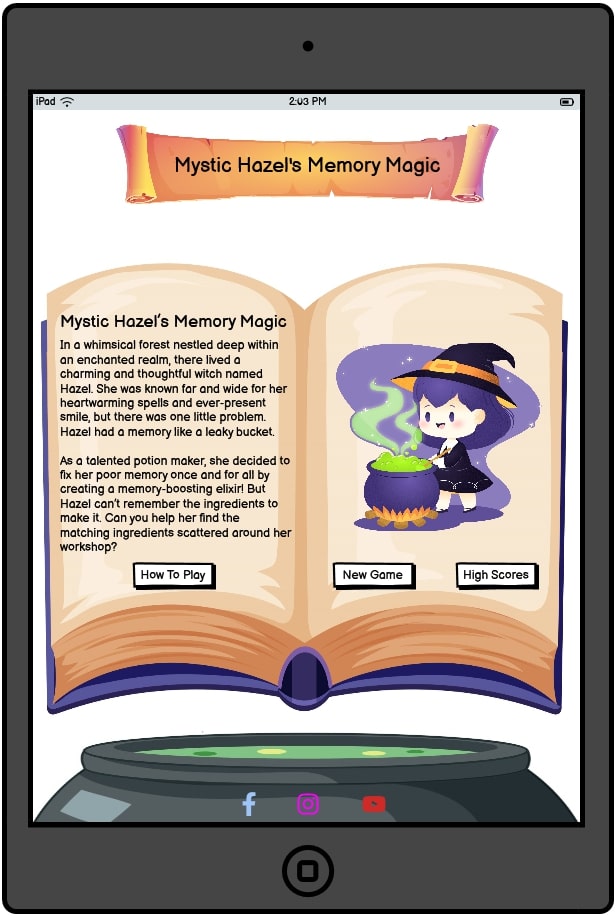 iPad
2:03 PM
Mystic Hazel's Memory Magic
Mystic Hazel's Memory Magic
In a whimsical forest nestled deep within
an enchanted realm, there lived a
charming and thoughtful witch named
Hazel. She was known far and wide for her
heartwarming spells and ever-present
smile, but there was one little problem.
Hazel had a memory like a leaky bucket.
As a talented potion maker, she decided to
fix her poor memory once and for all by
creating a memory-boosting elixir! But
Hazel can't remember the ingredients to
make it. Can you help her find the
matching ingredients scattered around her
workshop?
How To Play
New Game
High Scores